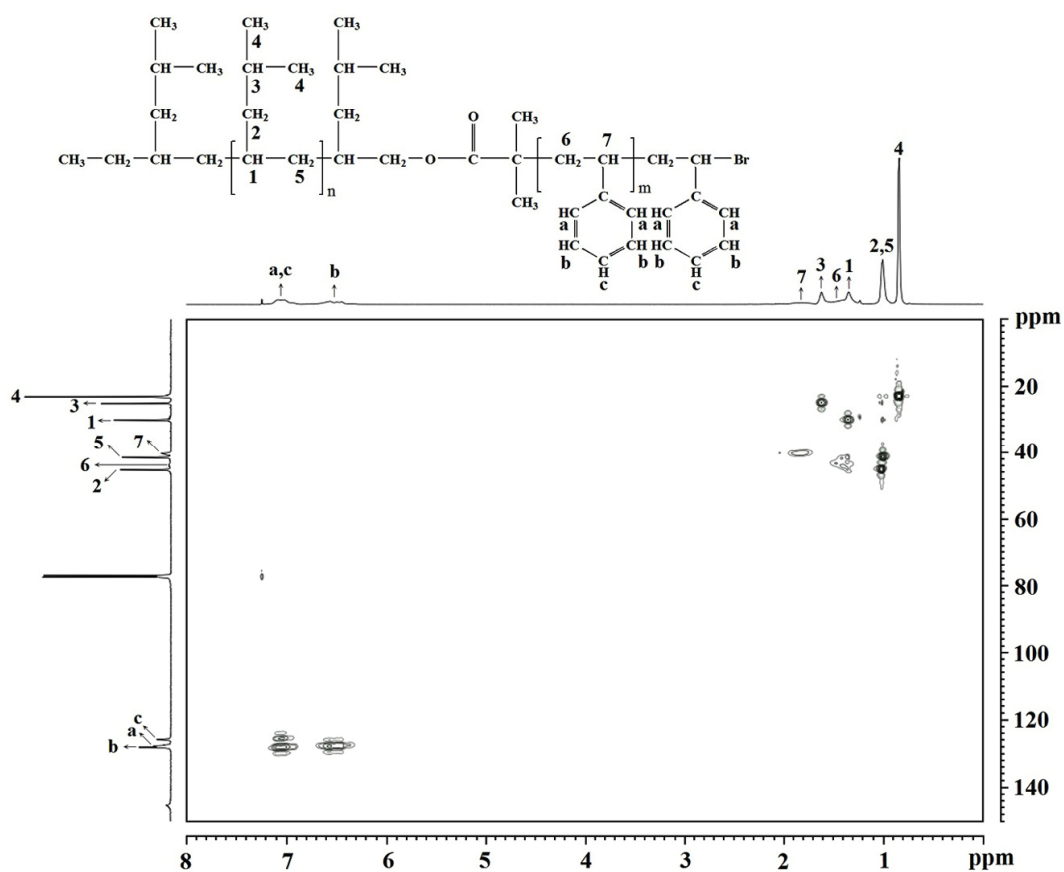 CH₃ CH₃ CH₃
4
CH—CH₃ CH—CH₃ CH—CH₃
3 4
CH₂ CH₂ CH₂
2
O CH₃
6 7
CH₃—CH₂—CH—CH₂ CH—CH₂ CH—CH₂—O C CH₂—CH CH₂—CH—Br
1 5 n m
CH₃
C C
HC CH HC CH
a a a a
HC CH HC CH
b b b b
CH CH
c c
4
2,5
a,c b 7 3 6 1
ppm
4
3
1
5 7
6
2
c
a
b
20
40
60
80
100
120
140
8 7 6 5 4 3 2 1 ppm